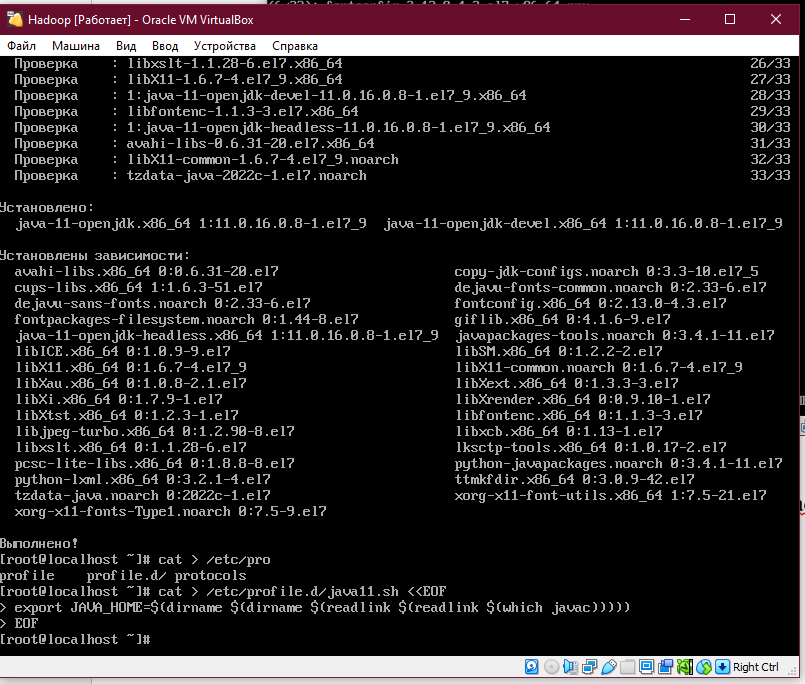 Hadoop [Работает] - Oracle VM VirtualBox
Файл Машина Вид Ввод Устройства Справка
Проверка : libxslt-1.1.28-6.el7.x86_64 26/33
Проверка : libX11-1.6.7-4.el7_9.x86_64 27/33
Проверка : 1:java-11-openjdk-devel-11.0.16.0.8-1.el7_9.x86_64 28/33
Проверка : libfontenc-1.1.3-3.el7.x86_64 29/33
Проверка : 1:java-11-openjdk-headless-11.0.16.0.8-1.el7_9.x86_64 30/33
Проверка : avahi-libs-0.6.31-20.el7.x86_64 31/33
Проверка : libX11-common-1.6.7-4.el7_9.noarch 32/33
Проверка : tzdata-java-2022c-1.el7.noarch 33/33
Установлено:
java-11-openjdk.x86_64 1:11.0.16.0.8-1.el7_9 java-11-openjdk-devel.x86_64 1:11.0.16.0.8-1.el7_9
Установлены зависимости:
avahi-libs.x86_64 0:0.6.31-20.el7 copy-jdk-configs.noarch 0:3.3-10.el7_5
cups-libs.x86_64 1:1.6.3-51.el7 dejavu-fonts-common.noarch 0:2.33-6.el7
dejavu-sans-fonts.noarch 0:2.33-6.el7 fontconfig.x86_64 0:2.13.0-4.3.el7
fontpackages-filesystem.noarch 0:1.44-8.el7 giflib.x86_64 0:4.1.6-9.el7
java-11-openjdk-headless.x86_64 1:11.0.16.0.8-1.el7_9 javapackages-tools.noarch 0:3.4.1-11.el7
libICE.x86_64 0:1.0.9-9.el7 libSM.x86_64 0:1.2.2-2.el7
libX11.x86_64 0:1.6.7-4.el7_9 libX11-common.noarch 0:1.6.7-4.el7_9
libXau.x86_64 0:1.0.8-2.1.el7 libXext.x86_64 0:1.3.3-3.el7
libXi.x86_64 0:1.7.9-1.el7 libXrender.x86_64 0:0.9.10-1.el7
libXtst.x86_64 0:1.2.3-1.el7 libfontenc.x86_64 0:1.1.3-3.el7
libjpeg-turbo.x86_64 0:1.2.90-8.el7 libxcb.x86_64 0:1.13-1.el7
libxslt.x86_64 0:1.1.28-6.el7 lksctp-tools.x86_64 0:1.0.17-2.el7
pcsc-lite-libs.x86_64 0:1.8.8-8.el7 python-javapackages.noarch 0:3.4.1-11.el7
python-lxml.x86_64 0:3.2.1-4.el7 ttmkfdir.x86_64 0:3.0.9-42.el7
tzdata-java.noarch 0:2022c-1.el7 xorg-x11-font-utils.x86_64 1:7.5-21.el7
xorg-x11-fonts-Type1.noarch 0:7.5-9.el7
Выполнено!
[root@localhost ~]# cat > /etc/pro
profile profile.d/ protocols
[root@localhost ~]# cat > /etc/profile.d/java11.sh <<EOF
> export JAVA_HOME=$(dirname $(dirname $(readlink $(readlink $(which javac)))))
> EOF
[root@localhost ~]#
Right Ctrl